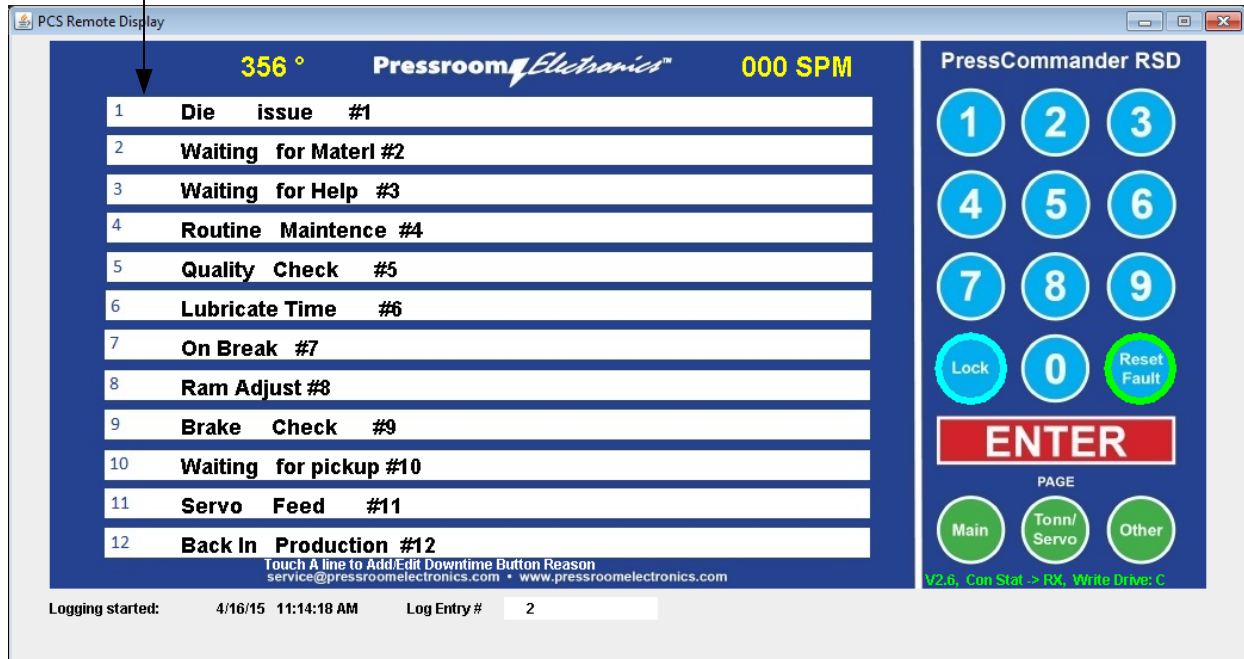 PCS Remote Display
356 ° Pressroom Electronics™ 000 SPM
1 Die issue #1
2 Waiting for Materl #2
3 Waiting for Help #3
4 Routine Maintence #4
5 Quality Check #5
6 Lubricate Time #6
7 On Break #7
8 Ram Adjust #8
9 Brake Check #9
10 Waiting for pickup #10
11 Servo Feed #11
12 Back In Production #12
Touch A line to Add/Edit Downtime Button Reason
service@pressroomelectronics.com • www.pressroomelectronics.com
PressCommander RSD
1 2 3
4 5 6
7 8 9
Lock 0 Reset Fault
ENTER
PAGE
Main Tonn/ Servo Other
V2.6, Con Stat -> RX, Write Drive: C
Logging started: 4/16/15 11:14:18 AM Log Entry # 2